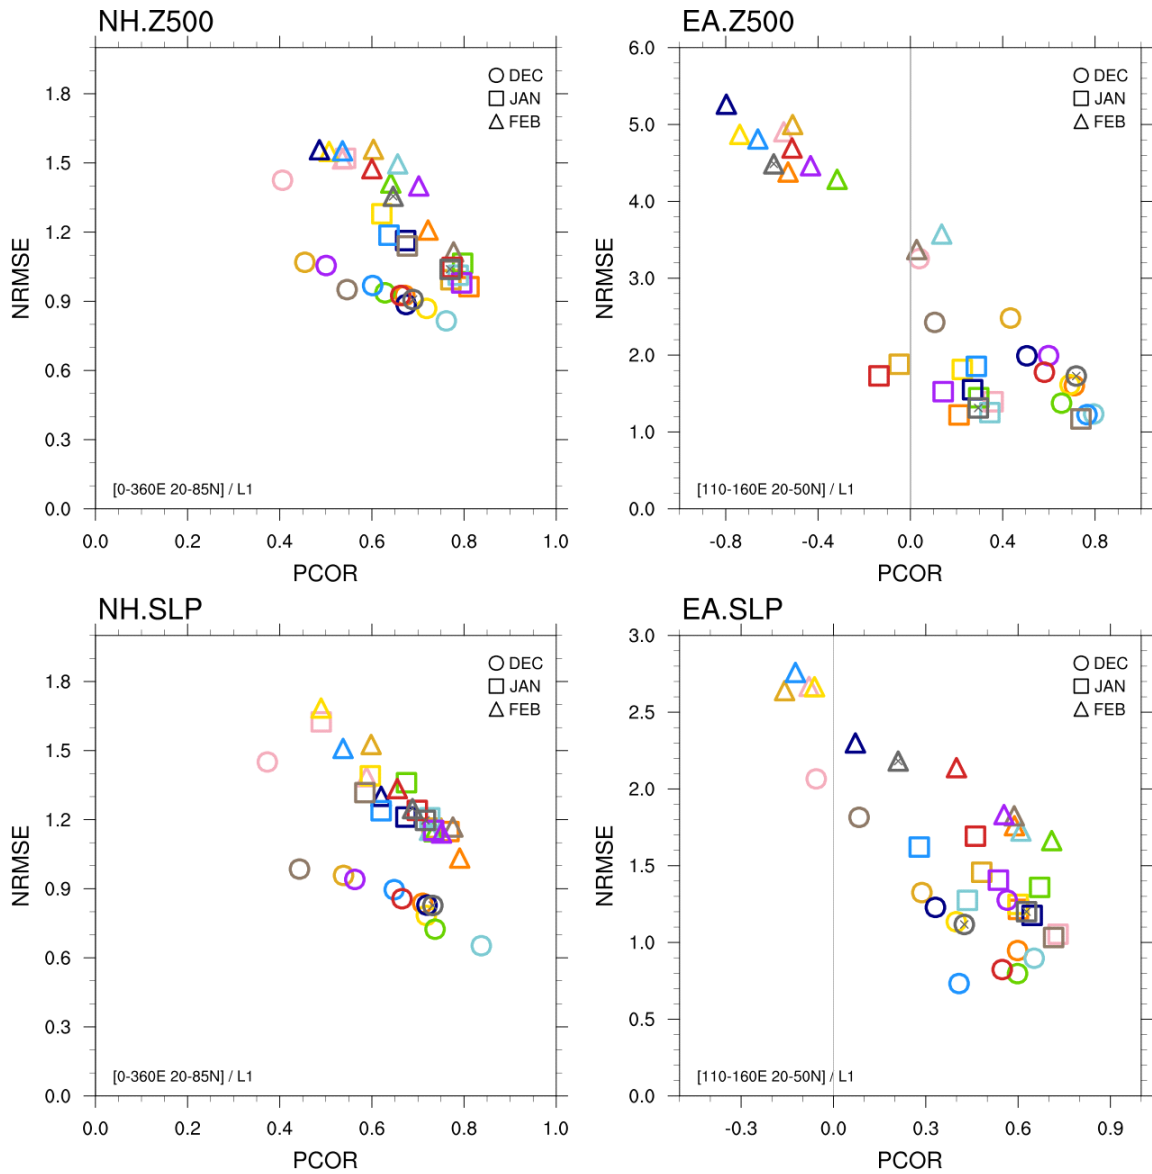 NH.Z500
NRMSE
1.8
1.5
1.2
0.9
0.6
0.3
0.0
DEC
JAN
FEB
[0-360E 20-85N] / L1
0.0 0.2 0.4 0.6 0.8 1.0
PCOR
EA.Z500
NRMSE
6.0
5.0
4.0
3.0
2.0
1.0
0.0
DEC
JAN
FEB
[110-160E 20-50N] / L1
-0.8 -0.4 0.0 0.4 0.8
PCOR
NH.SLP
NRMSE
1.8
1.5
1.2
0.9
0.6
0.3
0.0
DEC
JAN
FEB
[0-360E 20-85N] / L1
0.0 0.2 0.4 0.6 0.8 1.0
PCOR
EA.SLP
NRMSE
3.0
2.5
2.0
1.5
1.0
0.5
0.0
DEC
JAN
FEB
[110-160E 20-50N] / L1
-0.3 0.0 0.3 0.6 0.9
PCOR